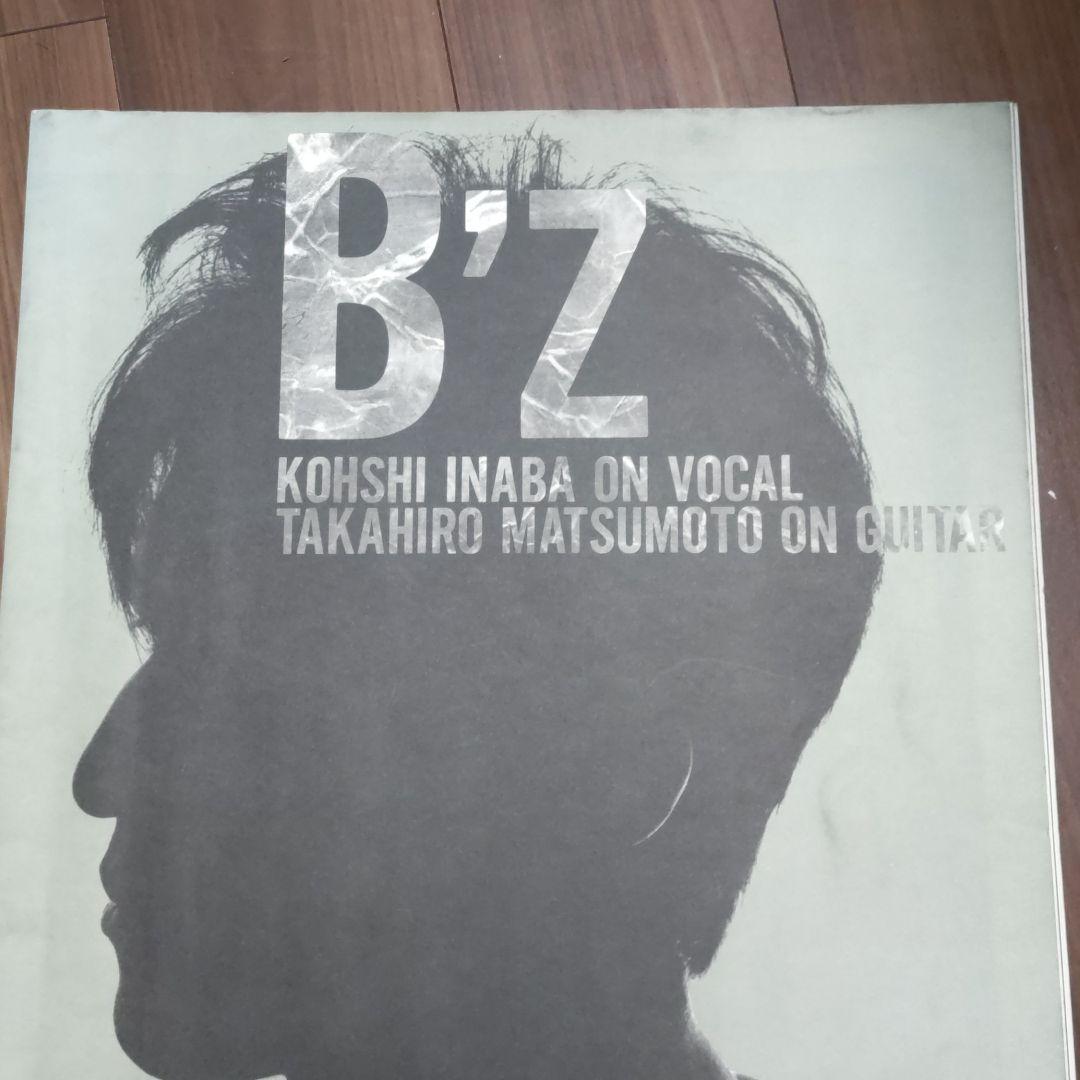 B'Z
KOHSHI INABA ON VOCAL
TAKAHIRO MATSUMOTO ON GUITAR